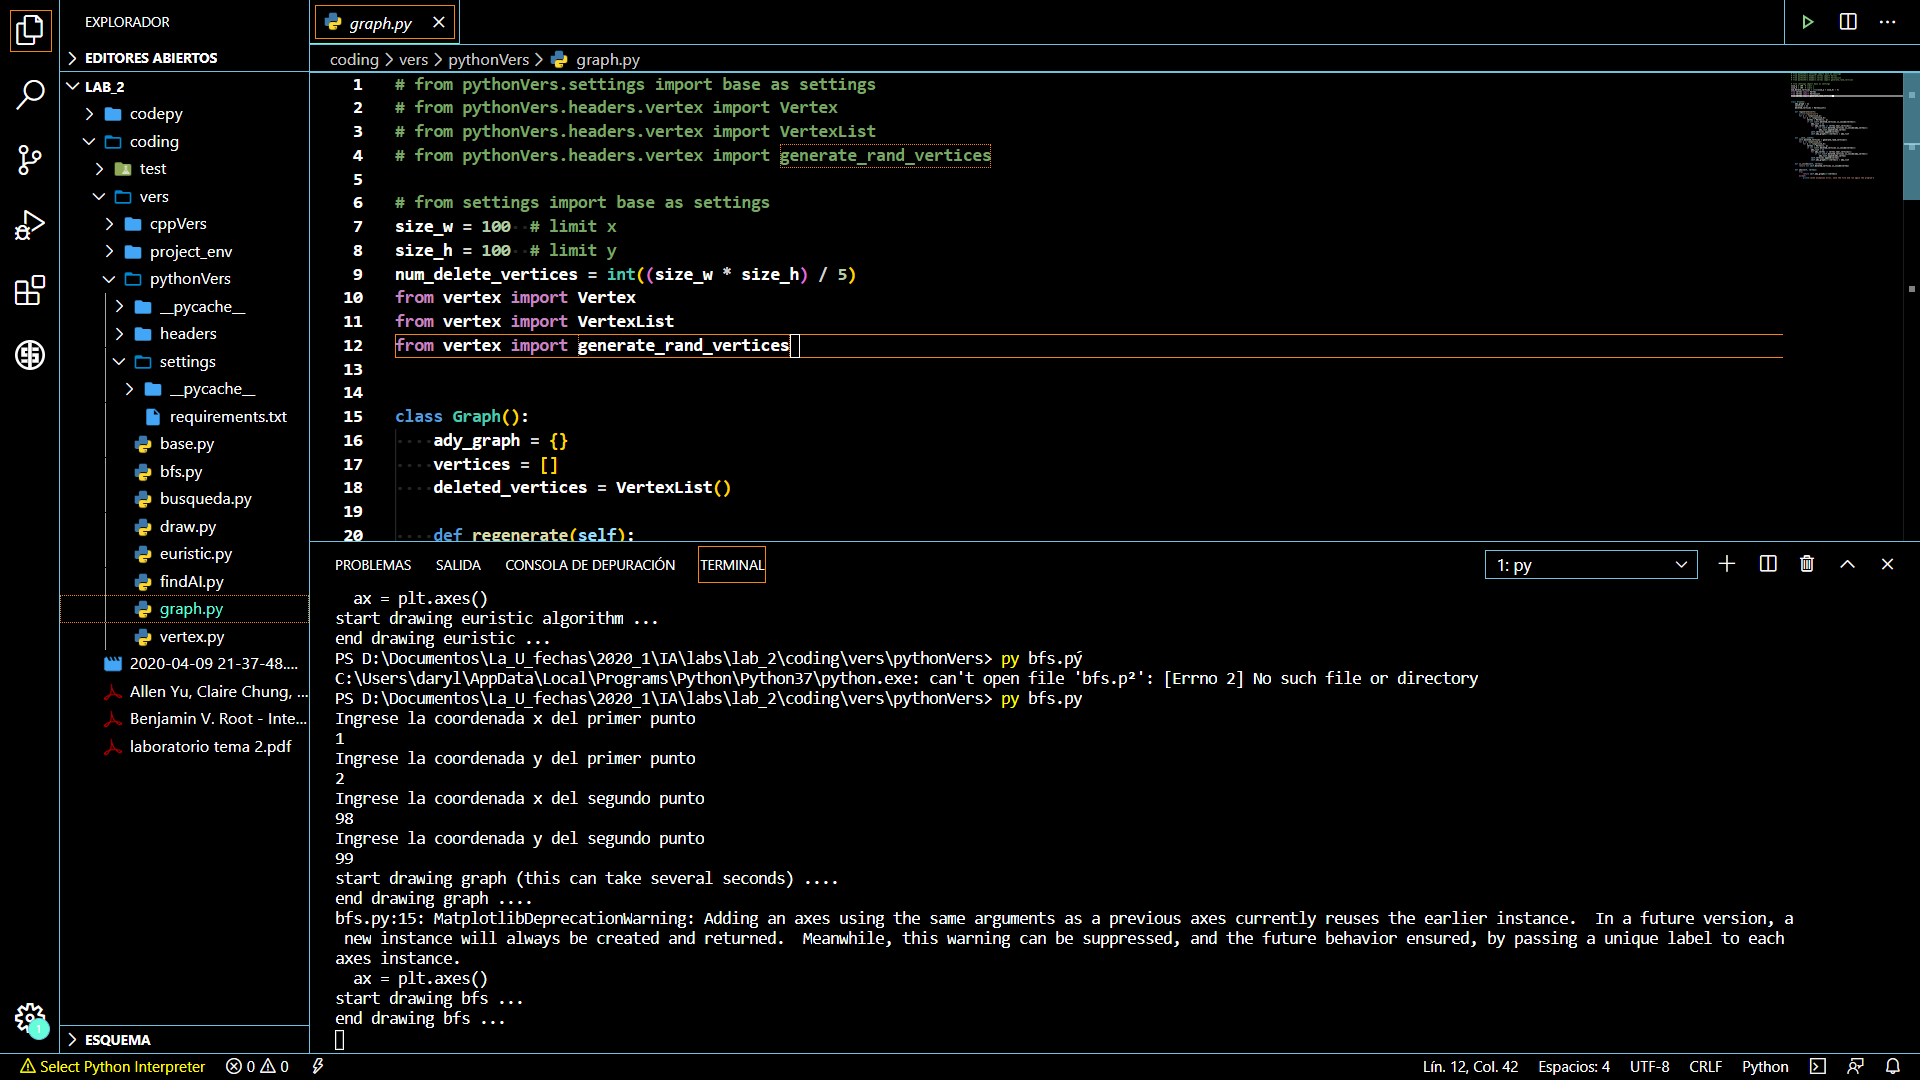 EXPLORADOR
EDITORES ABIERTOS
LAB_2
codepy
coding
test
vers
cppVers
project_env
pythonVers
__pycache__
headers
settings
__pycache__
requirements.txt
base.py
bfs.py
busqueda.py
draw.py
euristic.py
findAI.py
graph.py
vertex.py
2020-04-09 21-37-48....
Allen Yu, Claire Chung, ...
Benjamin V. Root - Inte...
laboratorio tema 2.pdf
ESQUEMA
graph.py
coding > vers > pythonVers > graph.py
1 # from pythonVers.settings import base as settings
2 # from pythonVers.headers.vertex import Vertex
3 # from pythonVers.headers.vertex import VertexList
4 # from pythonVers.headers.vertex import generate_rand_vertices
5
6 # from settings import base as settings
7 size_w = 100 # limit x
8 size_h = 100 # limit y
9 num_delete_vertices = int((size_w * size_h) / 5)
10 from vertex import Vertex
11 from vertex import VertexList
12 from vertex import generate_rand_vertices
13
14
15 class Graph():
16 ady_graph = {}
17 vertices = []
18 deleted_vertices = VertexList()
19
20 def regenerate(self):
PROBLEMAS SALIDA CONSOLA DE DEPURACIÓN TERMINAL 1: py
ax = plt.axes()
start drawing euristic algorithm ...
end drawing euristic ...
PS D:\Documentos\La_U_fechas\2020_1\IA\labs\lab_2\coding\vers\pythonVers> py bfs.pý
C:\Users\daryl\AppData\Local\Programs\Python\Python37\python.exe: can't open file 'bfs.p²': [Errno 2] No such file or directory
PS D:\Documentos\La_U_fechas\2020_1\IA\labs\lab_2\coding\vers\pythonVers> py bfs.py
Ingrese la coordenada x del primer punto
1
Ingrese la coordenada y del primer punto
2
Ingrese la coordenada x del segundo punto
98
Ingrese la coordenada y del segundo punto
99
start drawing graph (this can take several seconds) ....
end drawing graph ....
bfs.py:15: MatplotlibDeprecationWarning: Adding an axes using the same arguments as a previous axes currently reuses the earlier instance.  In a future version, a
new instance will always be created and returned.  Meanwhile, this warning can be suppressed, and the future behavior ensured, by passing a unique label to each
axes instance.
ax = plt.axes()
start drawing bfs ...
end drawing bfs ...
1
Select Python Interpreter 0 0 Lín. 12, Col. 42 Espacios: 4 UTF-8 CRLF Python